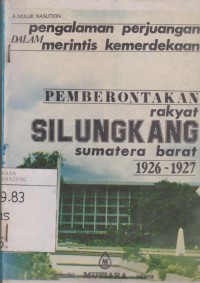 A. MULUK NASUTION:
pengalaman perjuangan
DALAM merintis kemerdekaan
PEMBERONTAKAN
rakyat
SILUNGKANG
sumatera barat
1926-1927
9.83
MUTIARA